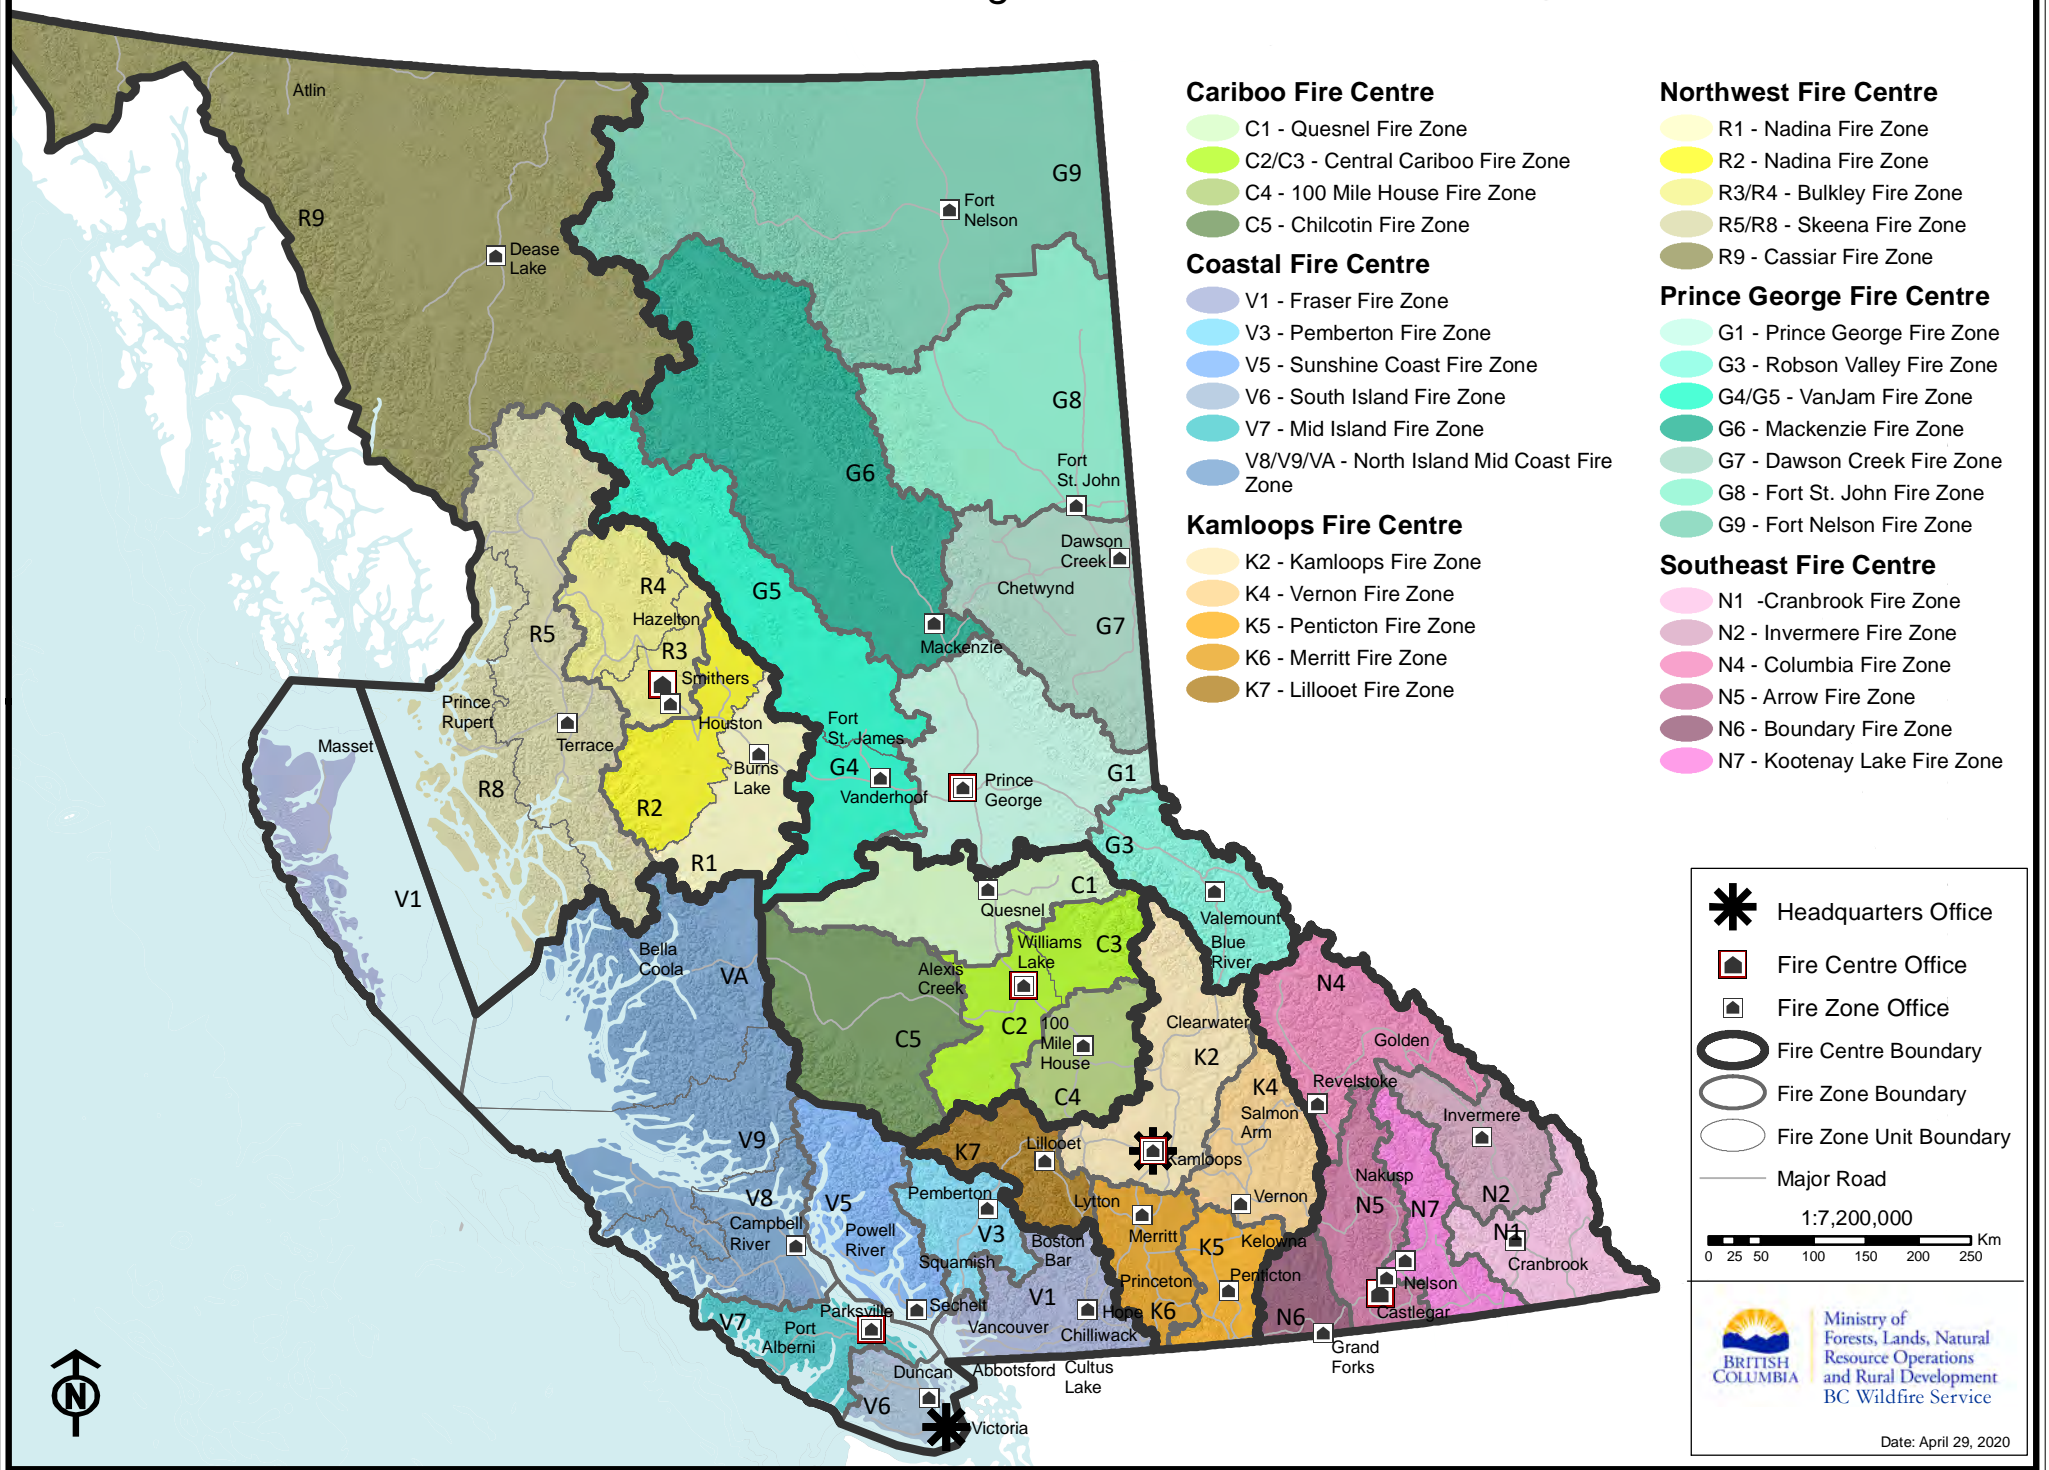 Atlin
R9
Dease
Lake
G9
Fort
Nelson
G8
G6
Fort
St. John
Dawson
Creek
Chetwynd
G7
G5
R4
Hazelton
R5
R3
Smithers
Mackenzie
Prince
Rupert
Houston
Terrace
Masset
Fort
St. James
G4
Vanderhoof
Burns
Lake
Prince
George
G1
R8
R2
R1
G3
V1
C1
Quesnel
Valemount
Blue
River
Bella
Coola
VA
Williams
Lake
C3
Alexis
Creek
N4
C5
C2
100
Mile
House
C4
Clearwater
K2
Golden
K4
Salmon
Arm
Revelstoke
Invermere
V9
K7
Lillooet
Kamloops
Nakusp
V8
Campbell
River
V5
Powell
River
Pemberton
V3
Squamish
Lytton
Merritt
Vernon
N5
N7
N2
N1
Boston
Bar
K5
Kelowna
Cranbrook
Princeton
Penticton
K6
Nelson
Castlegar
N6
Grand
Forks
V1
Hope
Vancouver
Chilliwack
Sechelt
Parksville
V7
Port
Alberni
Duncan
Abbotsford
Cultus
Lake
V6
Victoria
N
Cariboo Fire Centre
C1 - Quesnel Fire Zone
C2/C3 - Central Cariboo Fire Zone
C4 - 100 Mile House Fire Zone
C5 - Chilcotin Fire Zone
Coastal Fire Centre
V1 - Fraser Fire Zone
V3 - Pemberton Fire Zone
V5 - Sunshine Coast Fire Zone
V6 - South Island Fire Zone
V7 - Mid Island Fire Zone
V8/V9/VA - North Island Mid Coast Fire
Zone
Kamloops Fire Centre
K2 - Kamloops Fire Zone
K4 - Vernon Fire Zone
K5 - Penticton Fire Zone
K6 - Merritt Fire Zone
K7 - Lillooet Fire Zone
Northwest Fire Centre
R1 - Nadina Fire Zone
R2 - Nadina Fire Zone
R3/R4 - Bulkley Fire Zone
R5/R8 - Skeena Fire Zone
R9 - Cassiar Fire Zone
Prince George Fire Centre
G1 - Prince George Fire Zone
G3 - Robson Valley Fire Zone
G4/G5 - VanJam Fire Zone
G6 - Mackenzie Fire Zone
G7 - Dawson Creek Fire Zone
G8 - Fort St. John Fire Zone
G9 - Fort Nelson Fire Zone
Southeast Fire Centre
N1 -Cranbrook Fire Zone
N2 - Invermere Fire Zone
N4 - Columbia Fire Zone
N5 - Arrow Fire Zone
N6 - Boundary Fire Zone
N7 - Kootenay Lake Fire Zone
Headquarters Office
Fire Centre Office
Fire Zone Office
Fire Centre Boundary
Fire Zone Boundary
Fire Zone Unit Boundary
Major Road
1:7,200,000
0 25 50 100 150 200 250 Km
BRITISH
COLUMBIA
Ministry of
Forests, Lands, Natural
Resource Operations
and Rural Development
BC Wildfire Service
Date: April 29, 2020